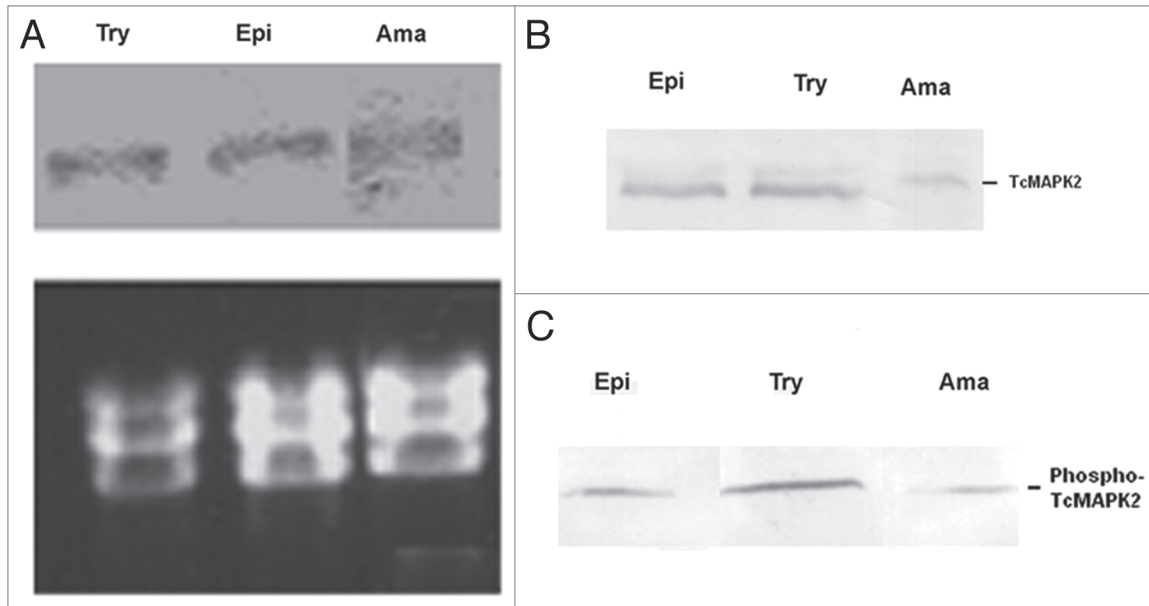 A
Try Epi Ama
B
Epi Try Ama
TcMAPK2
C
Epi Try Ama
Phospho-
TcMAPK2